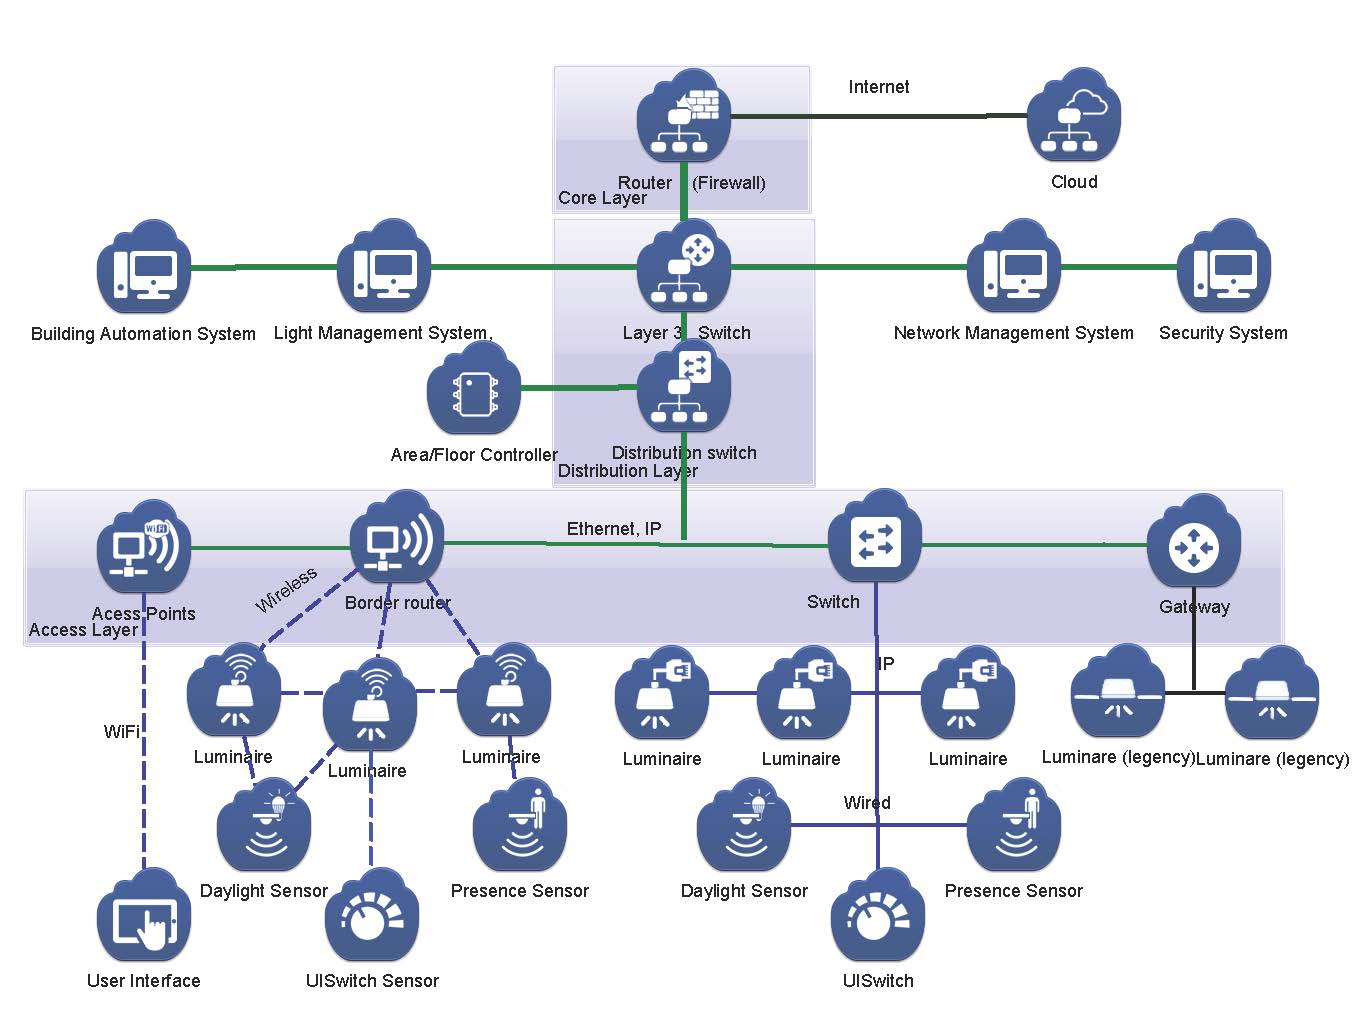 Internet
Router (Firewall)
Core Layer
Cloud
Building Automation System
Light Management System,
Layer 3 Switch
Network Management System
Security System
Area/Floor Controller
Distribution switch
Distribution Layer
Ethernet, IP
WiFi
Wireless
Acess Points
Border router
Switch
Gateway
Access Layer
IP
WiFi
Luminaire
Luminaire
Luminaire
Luminaire
Luminaire
Luminaire
Luminare (legency)
Luminare (legency)
Wired
Daylight Sensor
Presence Sensor
Daylight Sensor
Presence Sensor
User Interface
UISwitch Sensor
UISwitch